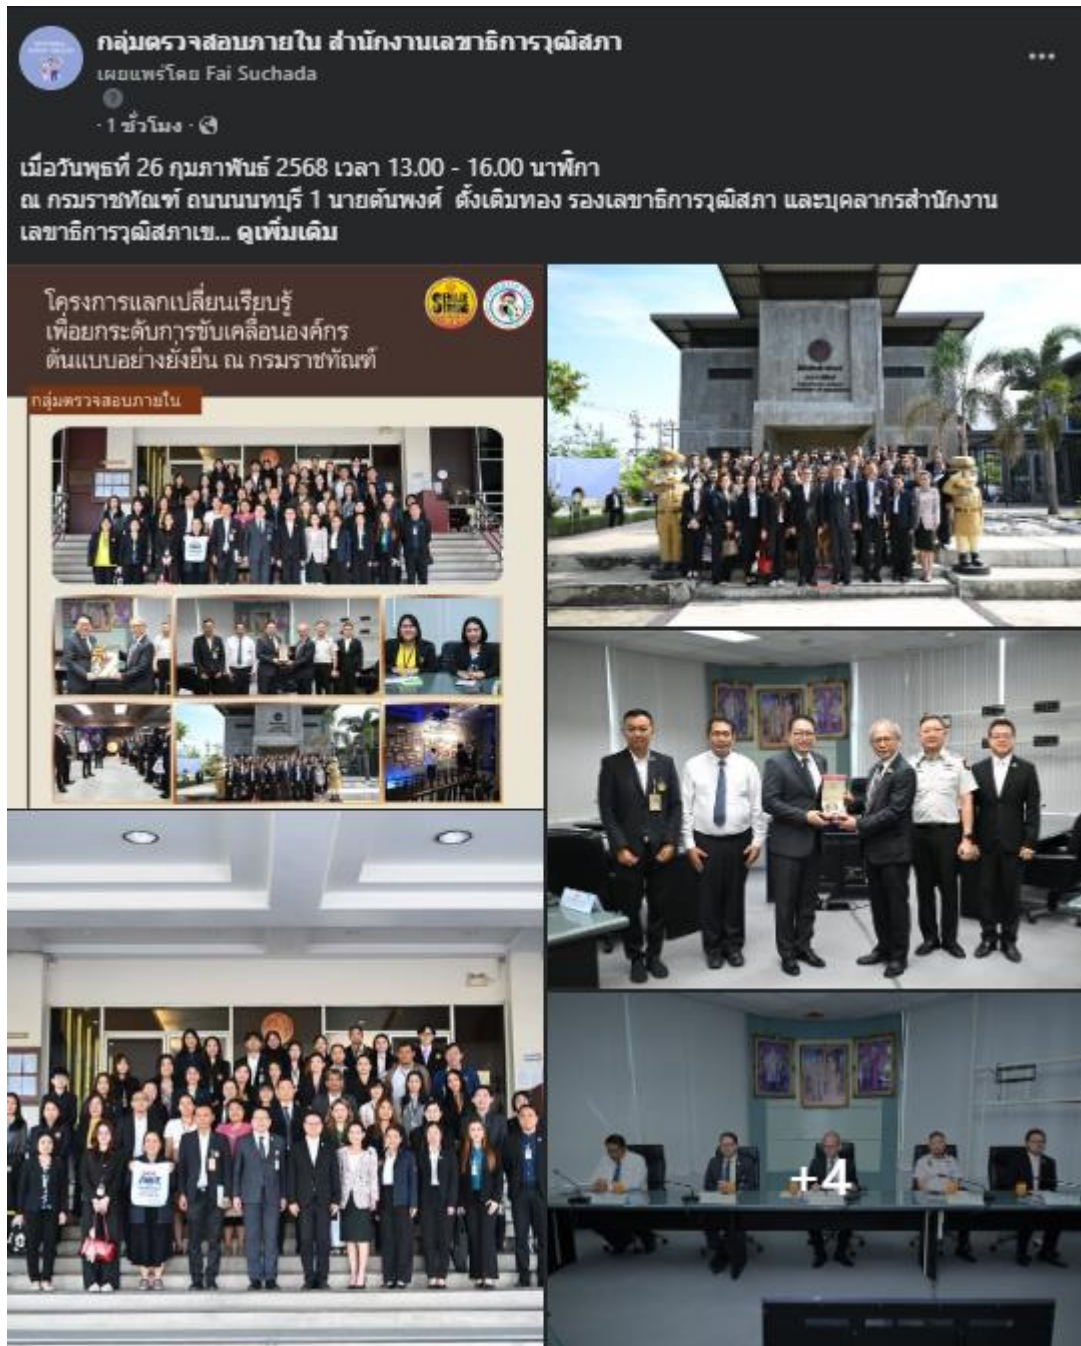 กลุ่มตรวจสอบภายใน สำนักงานเลขาธิการวุฒิสภา
เผยแพร่โดย Fai Suchada
· 1 ชั่วโมง ·
เมื่อวันพุธที่ 26 กุมภาพันธ์ 2568 เวลา 13.00 - 16.00 นาฬิกา
ณ กรมราชทัณฑ์ ถนนนนทบุรี 1 นายต้นพงศ์ ตั้งเติมทอง รองเลขาธิการวุฒิสภา และบุคลากรสำนักงาน
เลขาธิการวุฒิสภาเข... ดูเพิ่มเติม
โครงการแลกเปลี่ยนเรียนรู้
เพื่อยกระดับการขับเคลื่อนองค์กร
ต้นแบบอย่างยั่งยืน ณ กรมราชทัณฑ์
กลุ่มตรวจสอบภายใน
+4